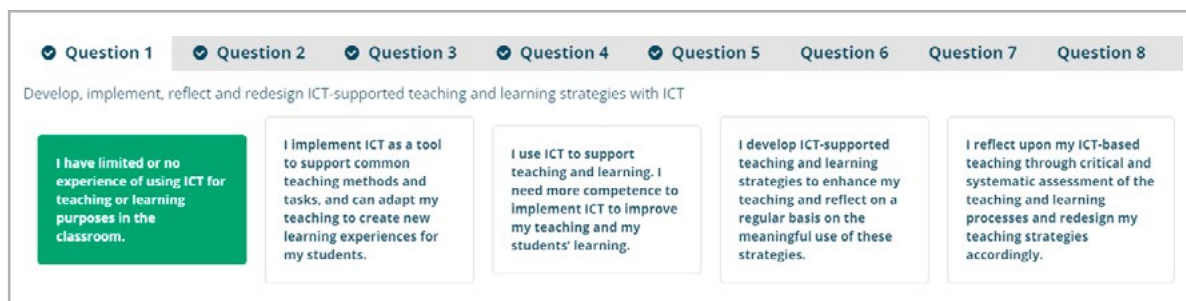 Question 1 Question 2 Question 3 Question 4 Question 5 Question 6 Question 7 Question 8
Develop, implement, reflect and redesign ICT-supported teaching and learning strategies with ICT
I have limited or no
experience of using ICT for
teaching or learning
purposes in the
classroom.
I implement ICT as a tool
to support common
teaching methods and
tasks, and can adapt my
teaching to create new
learning experiences for
my students.
I use ICT to support
teaching and learning. I
need more competence to
implement ICT to improve
my teaching and my
students' learning.
I develop ICT-supported
teaching and learning
strategies to enhance my
teaching and reflect on a
regular basis on the
meaningful use of these
strategies.
I reflect upon my ICT-based
teaching through critical and
systematic assessment of the
teaching and learning
processes and redesign my
teaching strategies
accordingly.